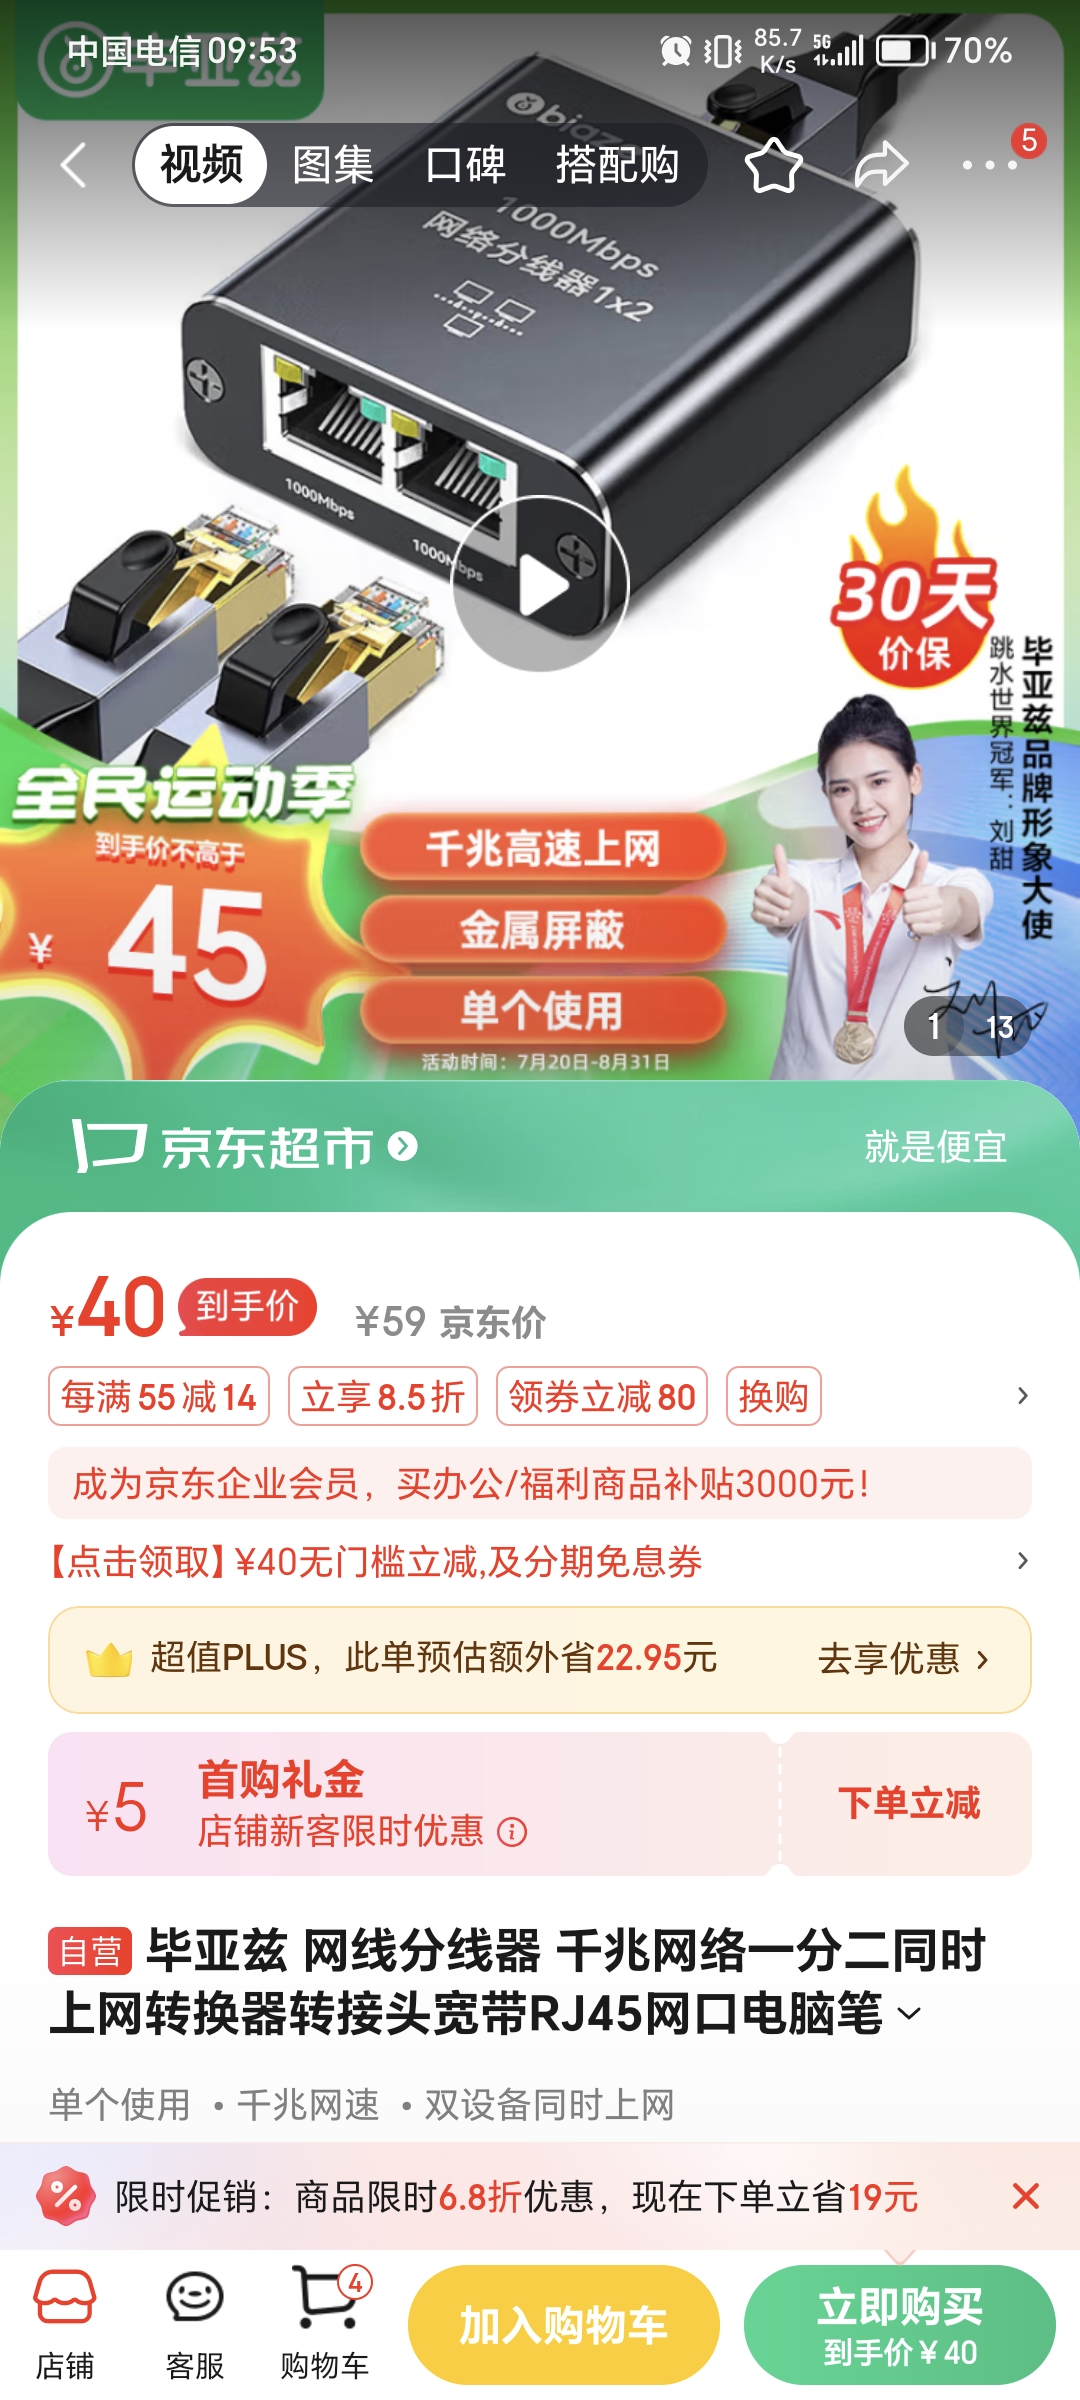 中国电信 09:53
85.7 K/s
5G
70%
视频
图集
口碑
搭配购
5
1000Mbps
网络分线器1x2
1000Mbps
1000Mbps
30天
价保
毕亚兹品牌形象大使
跳水世界冠军：刘甜
全民运动季
到手价不高于
¥ 45
千兆高速上网
金属屏蔽
单个使用
活动时间：7月20日-8月31日
1
13
京东超市
就是便宜
¥40 到手价 ¥59 京东价
每满55减14
立享8.5折
领券立减80
换购
成为京东企业会员，买办公/福利商品补贴3000元！
【点击领取】¥40无门槛立减,及分期免息券
超值PLUS，此单预估额外省22.95元
去享优惠
¥5
首购礼金
店铺新客限时优惠
下单立减
自营 毕亚兹 网线分线器 千兆网络一分二同时
上网转换器转接头宽带RJ45网口电脑笔
单个使用 • 千兆网速 • 双设备同时上网
限时促销：商品限时6.8折优惠，现在下单立省19元
店铺
客服
4
购物车
加入购物车
立即购买
到手价¥40